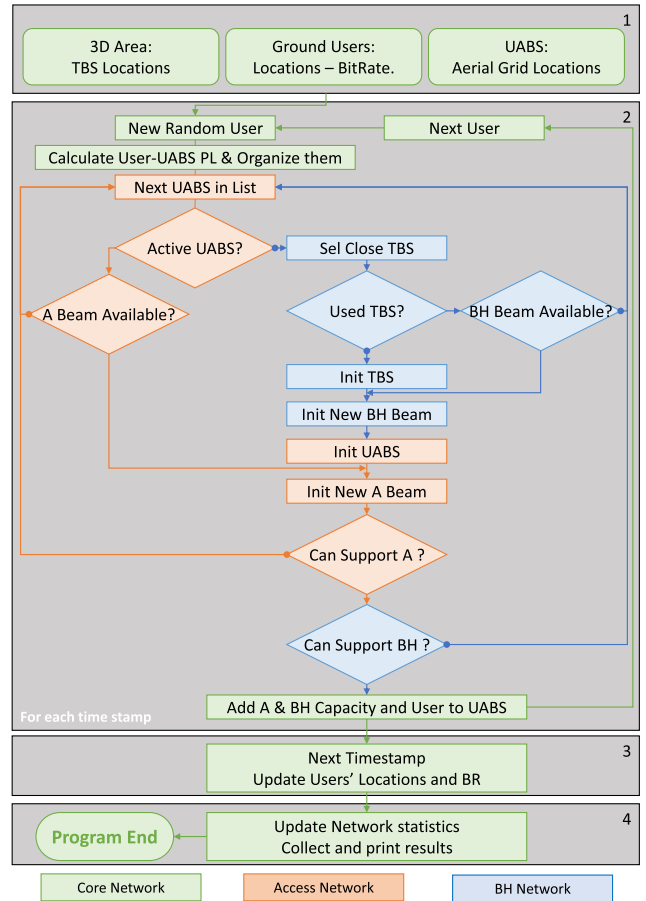 1
3D Area:
TBS Locations
Ground Users:
Locations – BitRate.
UABS:
Aerial Grid Locations
2
New Random User
Next User
Calculate User-UABS PL & Organize them
Next UABS in List
Active UABS?
Sel Close TBS
A Beam Available?
Used TBS?
BH Beam Available?
Init TBS
Init New BH Beam
Init UABS
Init New A Beam
Can Support A ?
Can Support BH ?
Add A & BH Capacity and User to UABS
For each time stamp
3
Next Timestamp
Update Users’ Locations and BR
4
Program End
Update Network statistics
Collect and print results
Core Network
Access Network
BH Network